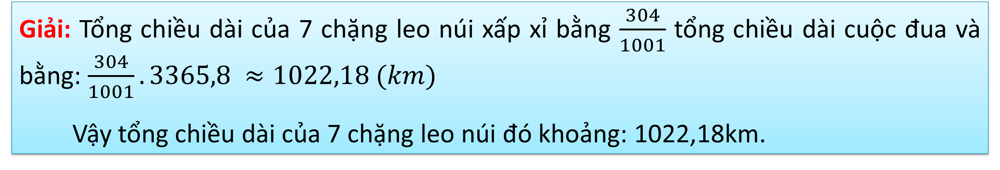 Giải: Tổng chiều dài của 7 chặng leo núi xấp xỉ bằng 304/1001 tổng chiều dài cuộc đua và
bằng: 304/1001 . 3365,8 ≈ 1022,18 (km)
Vậy tổng chiều dài của 7 chặng leo núi đó khoảng: 1022,18km.